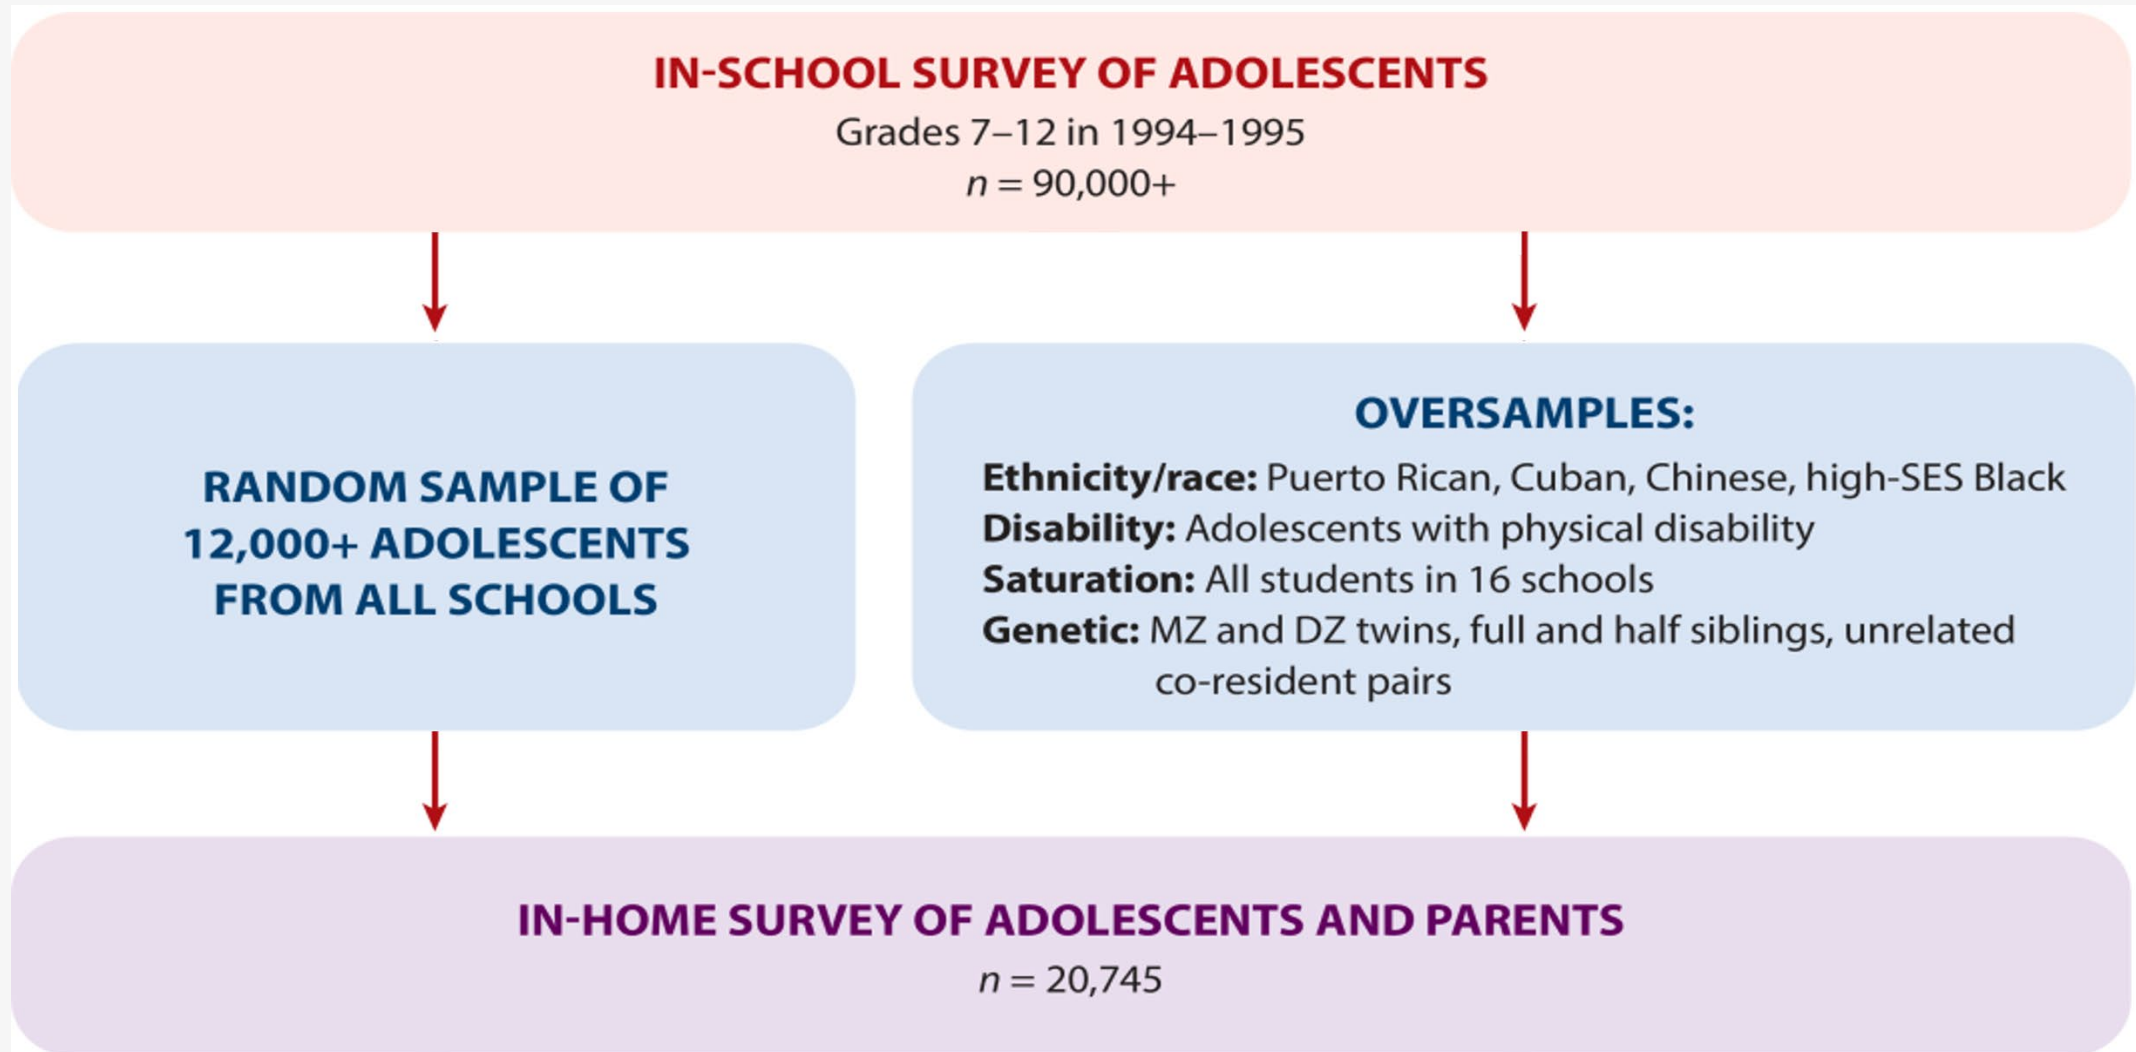 IN-SCHOOL SURVEY OF ADOLESCENTS
Grades 7–12 in 1994–1995
n = 90,000+
RANDOM SAMPLE OF
12,000+ ADOLESCENTS
FROM ALL SCHOOLS
OVERSAMPLES:
Ethnicity/race: Puerto Rican, Cuban, Chinese, high-SES Black
Disability: Adolescents with physical disability
Saturation: All students in 16 schools
Genetic: MZ and DZ twins, full and half siblings, unrelated
co-resident pairs
IN-HOME SURVEY OF ADOLESCENTS AND PARENTS
n = 20,745